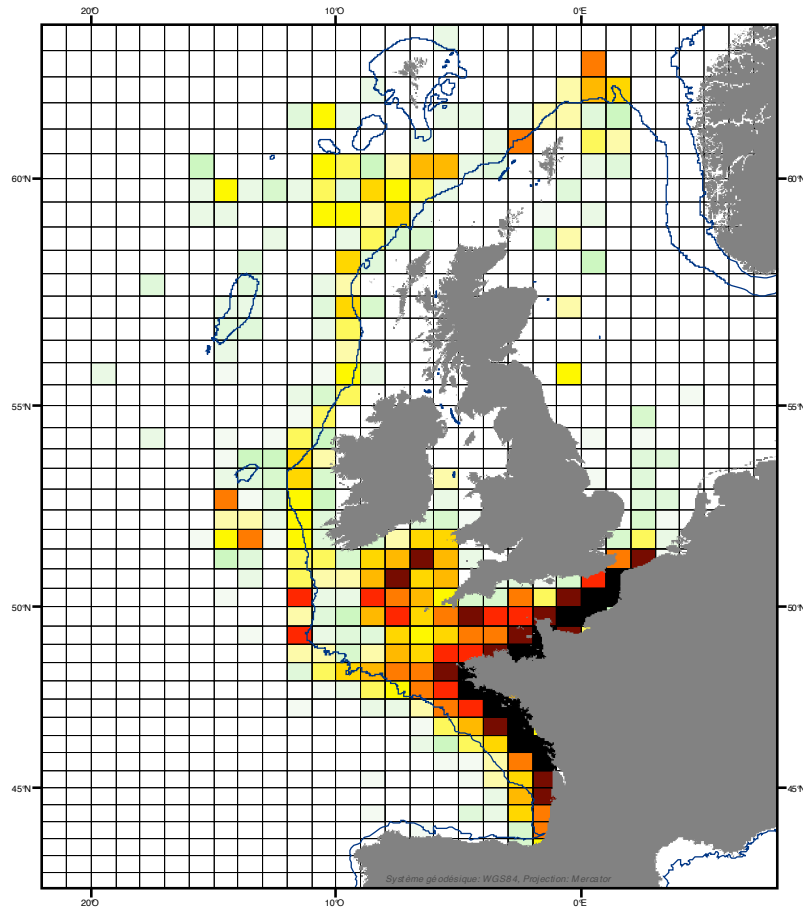 20°O 10°O 0°E
60°N 60°N
55°N 55°N
50°N 50°N
45°N 45°N
Système géodésique: WGS84, Projection: Mercator
20°O 10°O 0°E